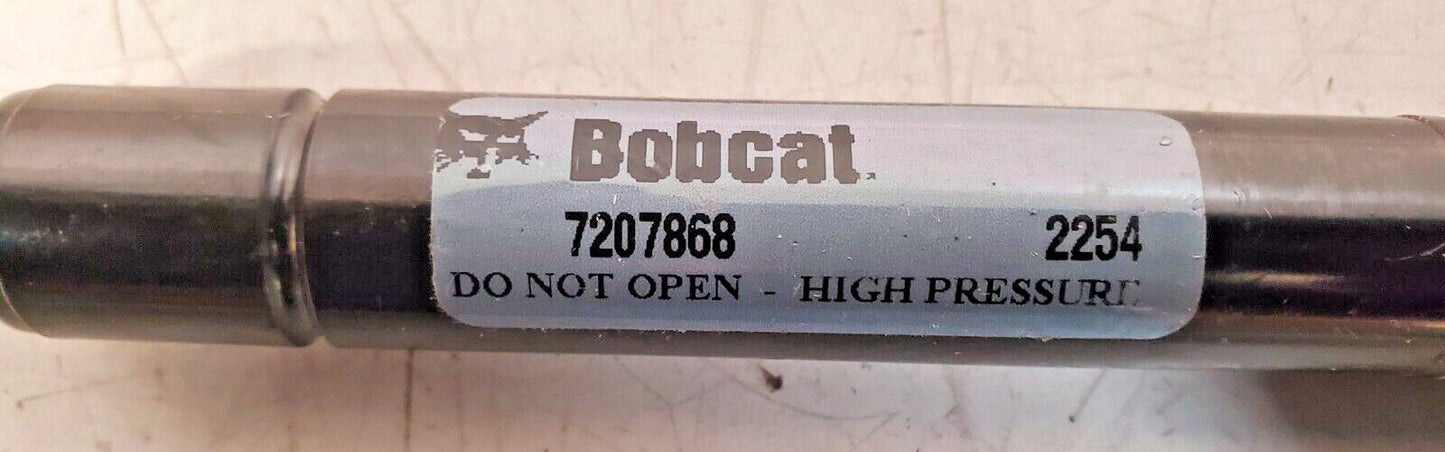 Bobcat.
7207868 2254
DO NOT OPEN - HIGH PRESSURE